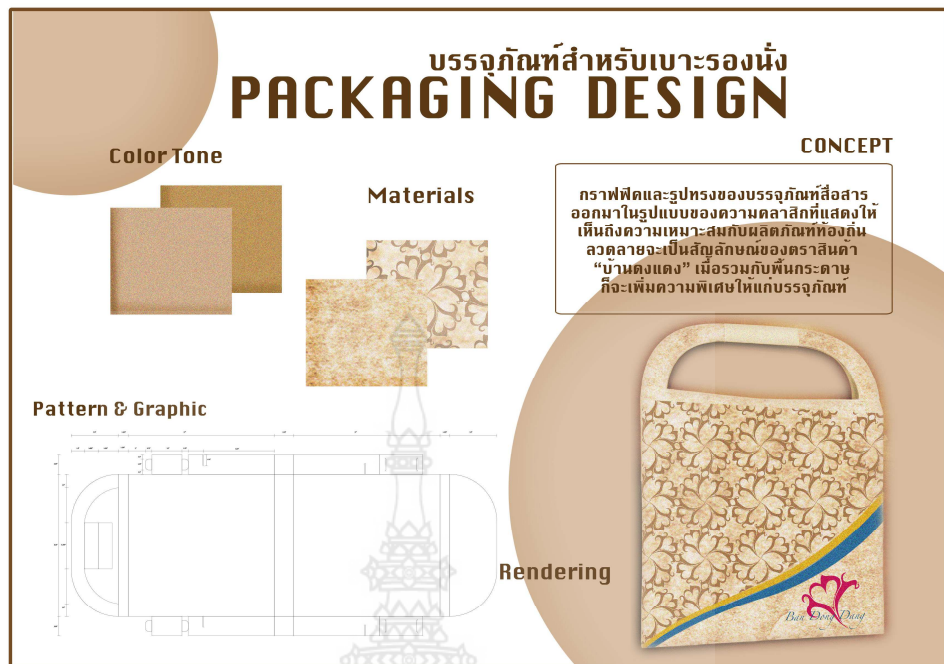 บรรจุภัณฑ์สำหรับเบาะรองนั่ง
PACKAGING DESIGN
Color Tone
Materials
CONCEPT
กราฟฟิคและรูปทรงของบรรจุภัณฑ์สื่อสาร
ออกมาในรูปแบบของความคลาสิกที่แสดงให้
เห็นถึงความเหมาะสมกับผลิตภัณฑ์ท้องถิ่น
ลวดลายจะเป็นสัญลักษณ์ของตราสินค้า
“บ้านดงแดง” เมื่อรวมกับพื้นกระดาษ
ก็จะเพิ่มความพิเศษให้แก่บรรจุภัณฑ์
Pattern & Graphic
Rendering
Ban Dong Dang